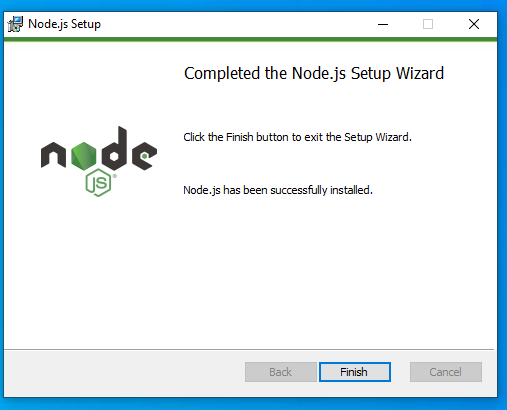 Node.js Setup
Completed the Node.js Setup Wizard
node
JS
Click the Finish button to exit the Setup Wizard.
Node.js has been successfully installed.
Back
Finish
Cancel